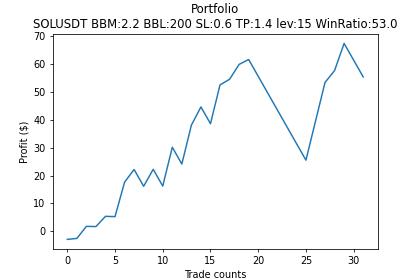 Portfolio
SOLUSDT BBM:2.2 BBL:200 SL:0.6 TP:1.4 lev:15 WinRatio:53.0
70
60
50
40
30
20
10
0
Profit ($)
0 5 10 15 20 25 30
Trade counts